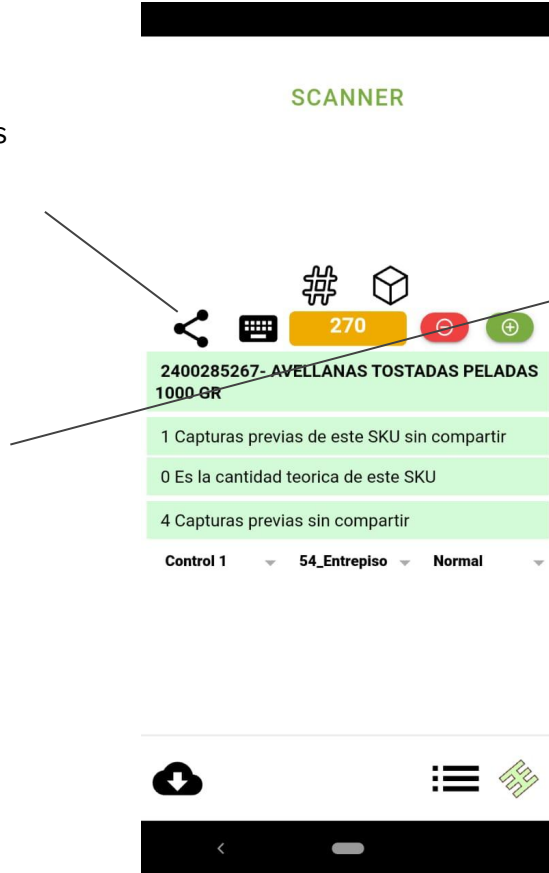 SCANNER
s
270
2400285267- AVELLANAS TOSTADAS PELADAS
1000 GR
1 Capturas previas de este SKU sin compartir
0 Es la cantidad teorica de este SKU
4 Capturas previas sin compartir
Control 1 54_Entrepiso Normal